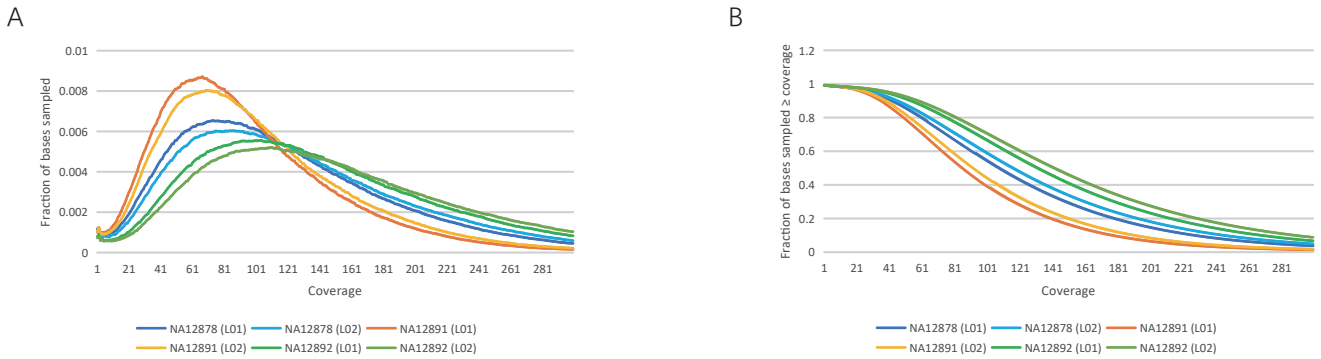 A
0.01
0.008
0.006
0.004
0.002
0
Fraction of bases sampled
1 21 41 61 81 101 121 141 161 181 201 221 241 261 281
Coverage
NA12878 (L01) NA12878 (L02) NA12891 (L01)
NA12891 (L02) NA12892 (L01) NA12892 (L02)
B
1.2
1
0.8
0.6
0.4
0.2
0
Fraction of bases sampled ≥ coverage
1 21 41 61 81 101 121 141 161 181 201 221 241 261 281
Coverage
NA12878 (L01) NA12878 (L02) NA12891 (L01)
NA12891 (L02) NA12892 (L01) NA12892 (L02)